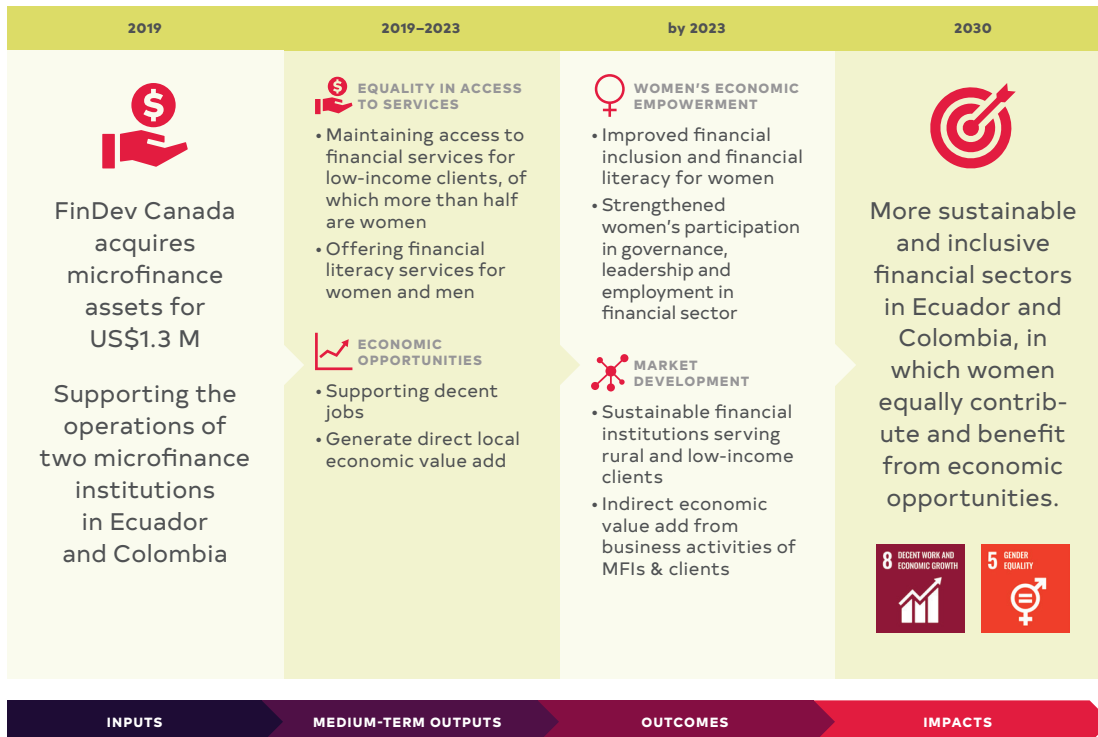 2019
2019–2023
by 2023
2030
FinDev Canada
acquires
microfinance
assets for
US$1.3 M
Supporting the
operations of
two microfinance
institutions
in Ecuador
and Colombia
EQUALITY IN ACCESS
TO SERVICES
• Maintaining access to
financial services for
low-income clients, of
which more than half
are women
• Offering financial
literacy services for
women and men
ECONOMIC
OPPORTUNITIES
• Supporting decent
jobs
• Generate direct local
economic value add
WOMEN'S ECONOMIC
EMPOWERMENT
• Improved financial
inclusion and financial
literacy for women
• Strengthened
women's participation
in governance,
leadership and
employment in
financial sector
MARKET
DEVELOPMENT
• Sustainable financial
institutions serving
rural and low-income
clients
• Indirect economic
value add from
business activities of
MFIs & clients
More sustainable
and inclusive
financial sectors
in Ecuador and
Colombia, in
which women
equally contrib-
ute and benefit
from economic
opportunities.
8 DECENT WORK AND
ECONOMIC GROWTH
5 GENDER
EQUALITY
INPUTS
MEDIUM-TERM OUTPUTS
OUTCOMES
IMPACTS